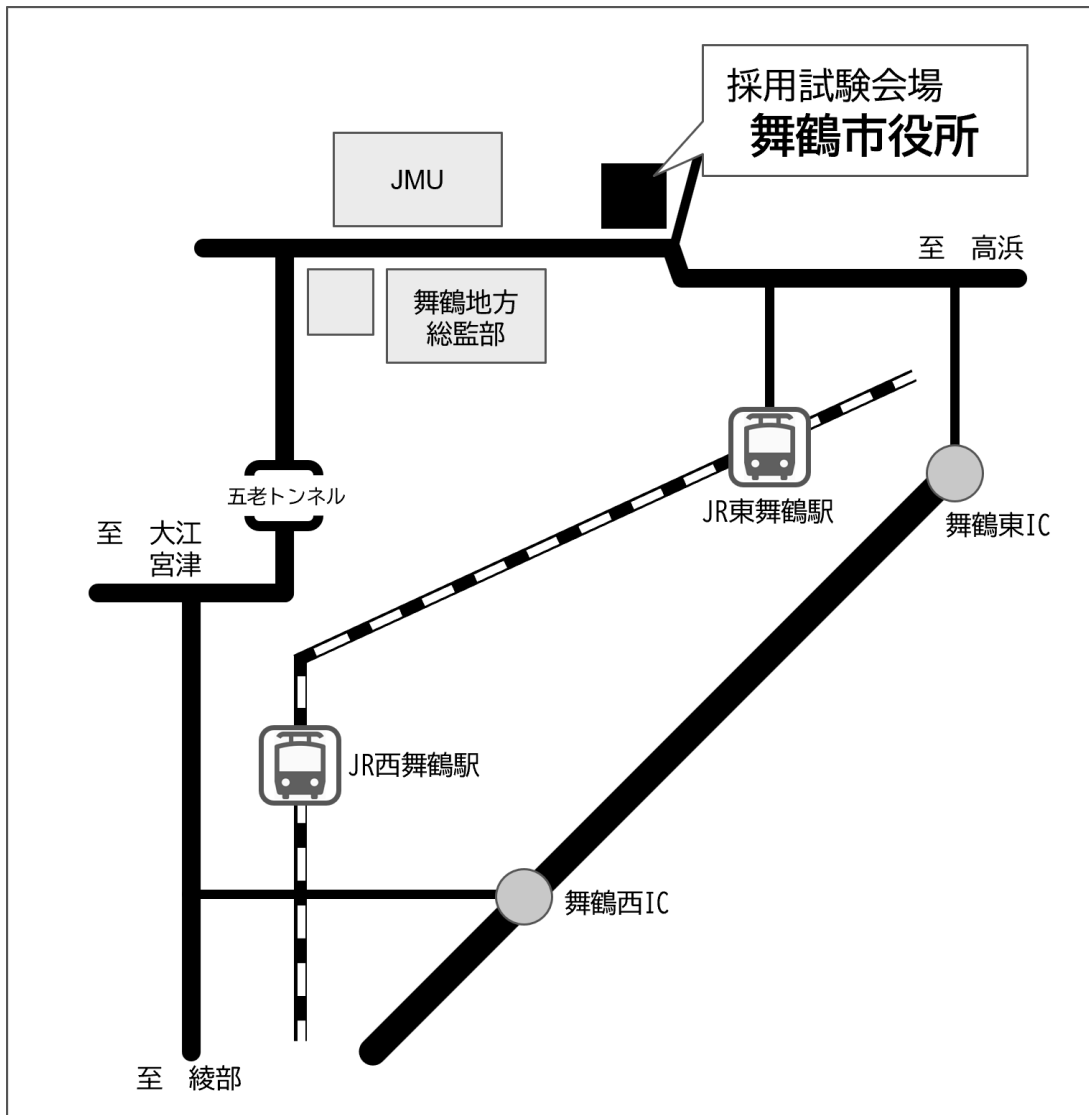 採用試験会場
舞鶴市役所
JMU
至　高浜
舞鶴地方
総監部
五老トンネル
JR東舞鶴駅
舞鶴東IC
至　大江
宮津
JR西舞鶴駅
舞鶴西IC
至　綾部